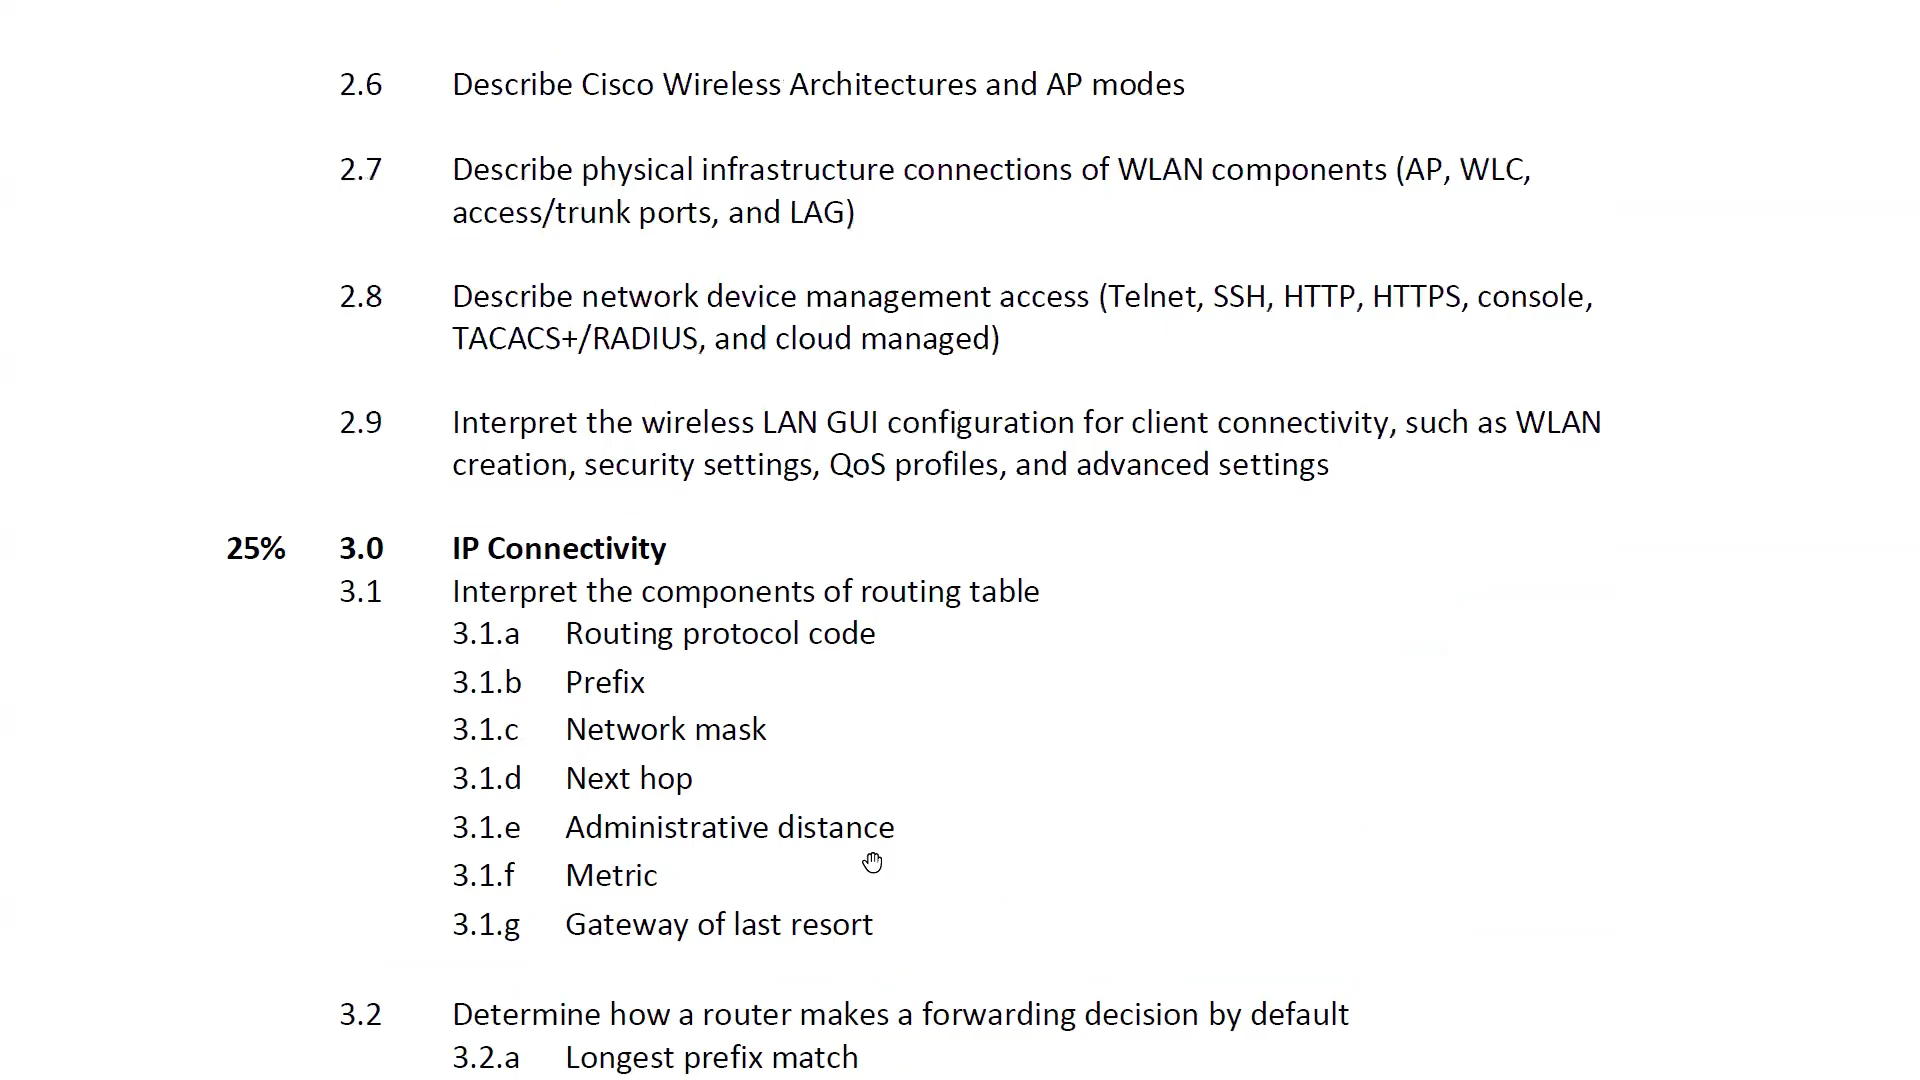 2.6 Describe Cisco Wireless Architectures and AP modes
2.7 Describe physical infrastructure connections of WLAN components (AP, WLC,
access/trunk ports, and LAG)
2.8 Describe network device management access (Telnet, SSH, HTTP, HTTPS, console,
TACACS+/RADIUS, and cloud managed)
2.9 Interpret the wireless LAN GUI configuration for client connectivity, such as WLAN
creation, security settings, QoS profiles, and advanced settings
25% 3.0 IP Connectivity
3.1 Interpret the components of routing table
3.1.a Routing protocol code
3.1.b Prefix
3.1.c Network mask
3.1.d Next hop
3.1.e Administrative distance
3.1.f Metric
3.1.g Gateway of last resort
3.2 Determine how a router makes a forwarding decision by default
3.2.a Longest prefix match